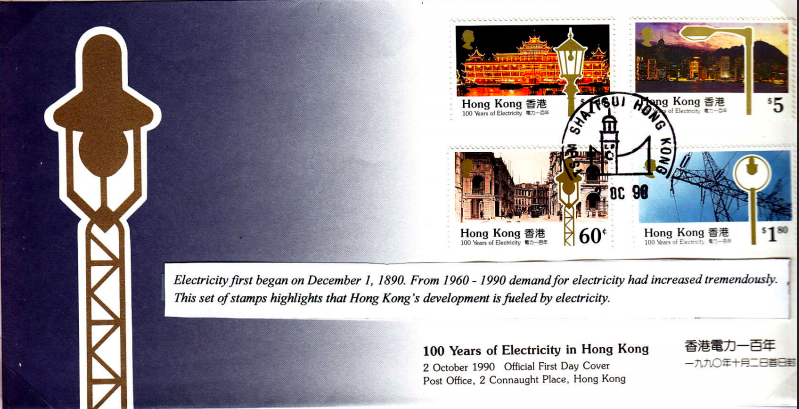 Hong Kong 香港
100 Years of Electricity 電力一百年
Hong Kong 香港 $5
100 Years of Electricity 電力一百年
TSIM SHA TSUI HONG KONG
OC 90
Hong Kong 香港
100 Years of Electricity 電力一百年 60¢
Hong Kong 香港
100 Years of Electricity 電力一百年 $1.80
Electricity first began on December 1, 1890. From 1960 - 1990 demand for electricity had increased tremendously.
This set of stamps highlights that Hong Kong's development is fueled by electricity.
100 Years of Electricity in Hong Kong
2 October 1990 Official First Day Cover
Post Office, 2 Connaught Place, Hong Kong
香港電力一百年
一九九〇年十月二日首日封